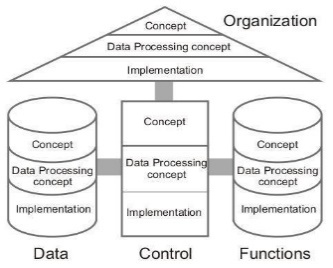 Concept
Organization
Data Processing concept
Implementation
Concept
Data Processing
concept
Implementation
Concept
Data Processing
concept
Implementation
Concept
Data Processing
concept
Implementation
Data
Control
Functions